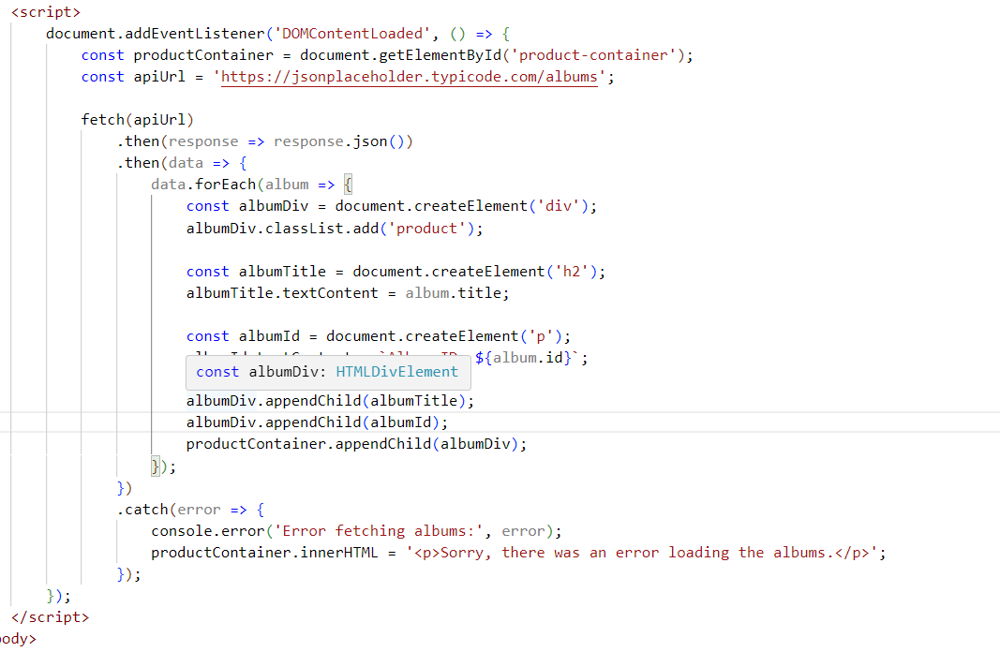 <script>
document.addEventListener('DOMContentLoaded', () => {
const productContainer = document.getElementById('product-container');
const apiUrl = 'https://jsonplaceholder.typicode.com/albums';
fetch(apiUrl)
.then(response => response.json())
.then(data => {
data.forEach(album => {
const albumDiv = document.createElement('div');
albumDiv.classList.add('product');
const albumTitle = document.createElement('h2');
albumTitle.textContent = album.title;
const albumId = document.createElement('p');
${album.id}`;
const albumDiv: HTMLDivElement
albumDiv.appendChild(albumTitle);
albumDiv.appendChild(albumId);
productContainer.appendChild(albumDiv);
});
})
.catch(error => {
console.error('Error fetching albums:', error);
productContainer.innerHTML = '<p>Sorry, there was an error loading the albums.</p>';
});
});
</script>
ody>